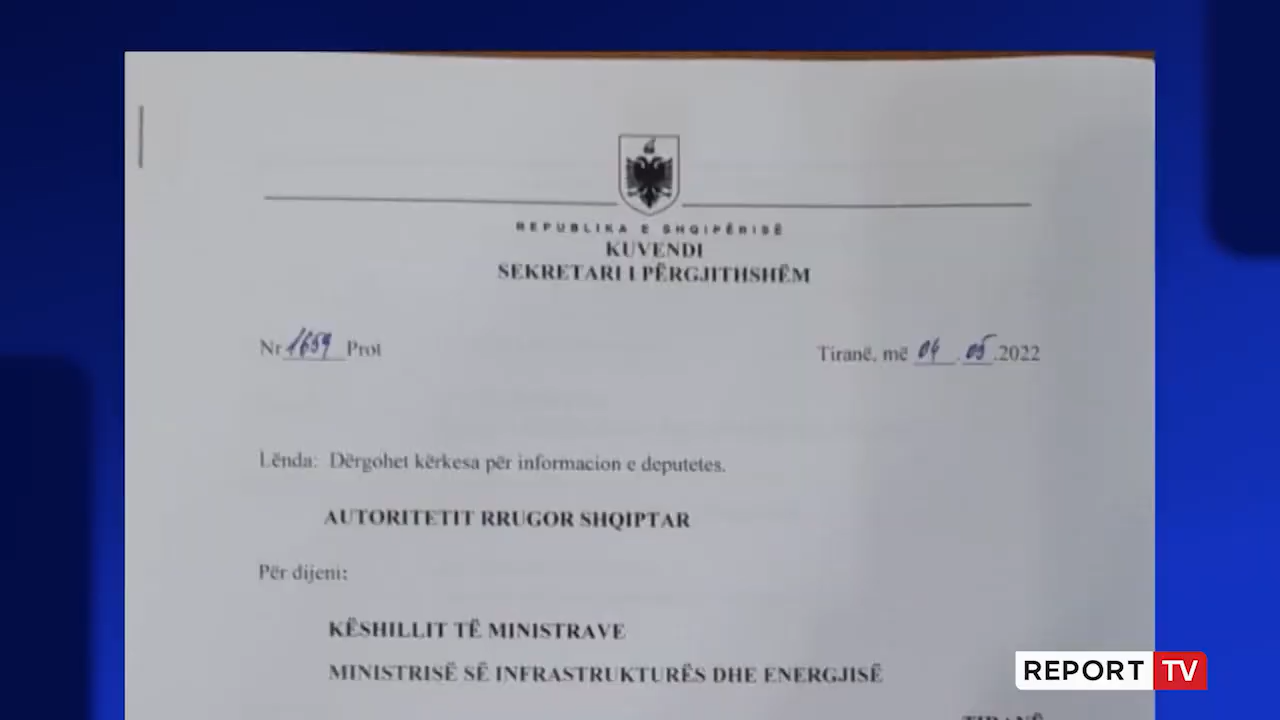 REPUBLIKA E SHQIPËRISË
KUVENDI
SEKRETARI I PËRGJITHSHËM
Nr 1659 Prot
Tiranë, më 04.05.2022
Lënda: Dërgohet kërkesa për informacion e deputetes.
AUTORITETIT RRUGOR SHQIPTAR
Për dijeni:
KËSHILLIT TË MINISTRAVE
MINISTRISË SË INFRASTRUKTURËS DHE ENERGJISË
TIRANË
REPORT TV